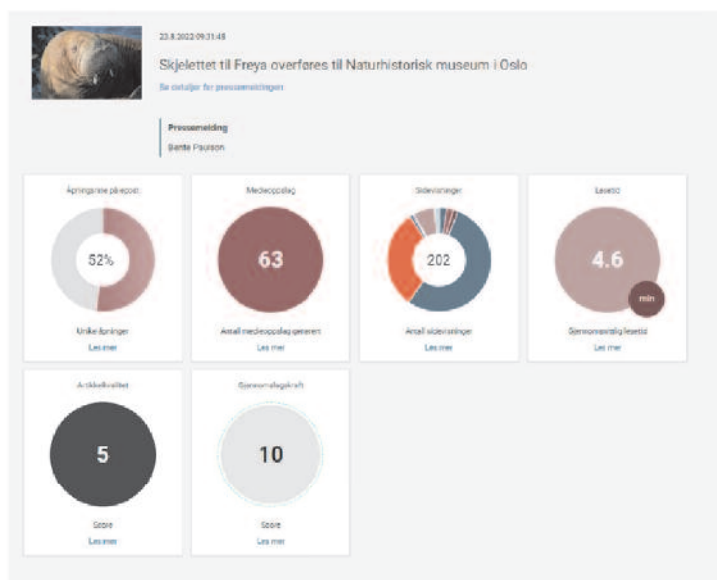 23.8.2022 09:31:48
Skjelettet til Freya overføres til Naturhistorisk museum i Oslo
Se detaljer for pressemeldingen
Pressemelding
Bente Paulson
Åpningsrate på epost
52%
Unike åpninger
Les mer
Medieoppslag
63
Antall medieoppslag generert
Les mer
Sidevisninger
202
Antall sidevisninger
Les mer
Lesetid
4.6
min
Gjennomsnittlig lesetid
Les mer
Artikkelkvalitet
5
Score
Les mer
Gjennomslagskraft
10
Score
Les mer